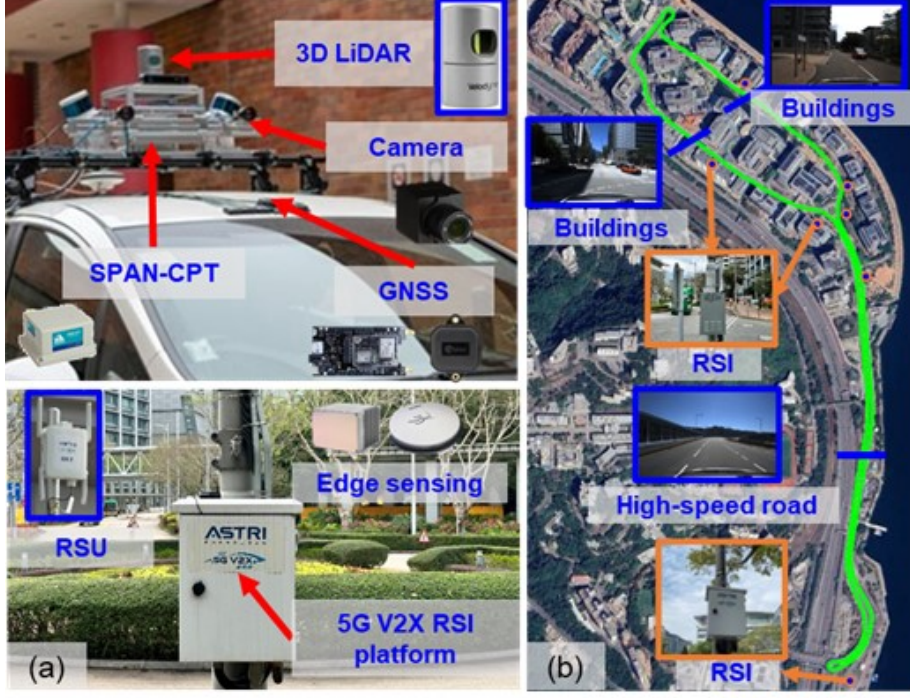 3D LiDAR
Velodyne
Camera
SPAN-CPT
GNSS
ASTRI
RSU
Edge sensing
ASTRI
5G V2X
5G V2X RSI
platform
(a)
Buildings
Buildings
RSI
High-speed road
RSI
(b)